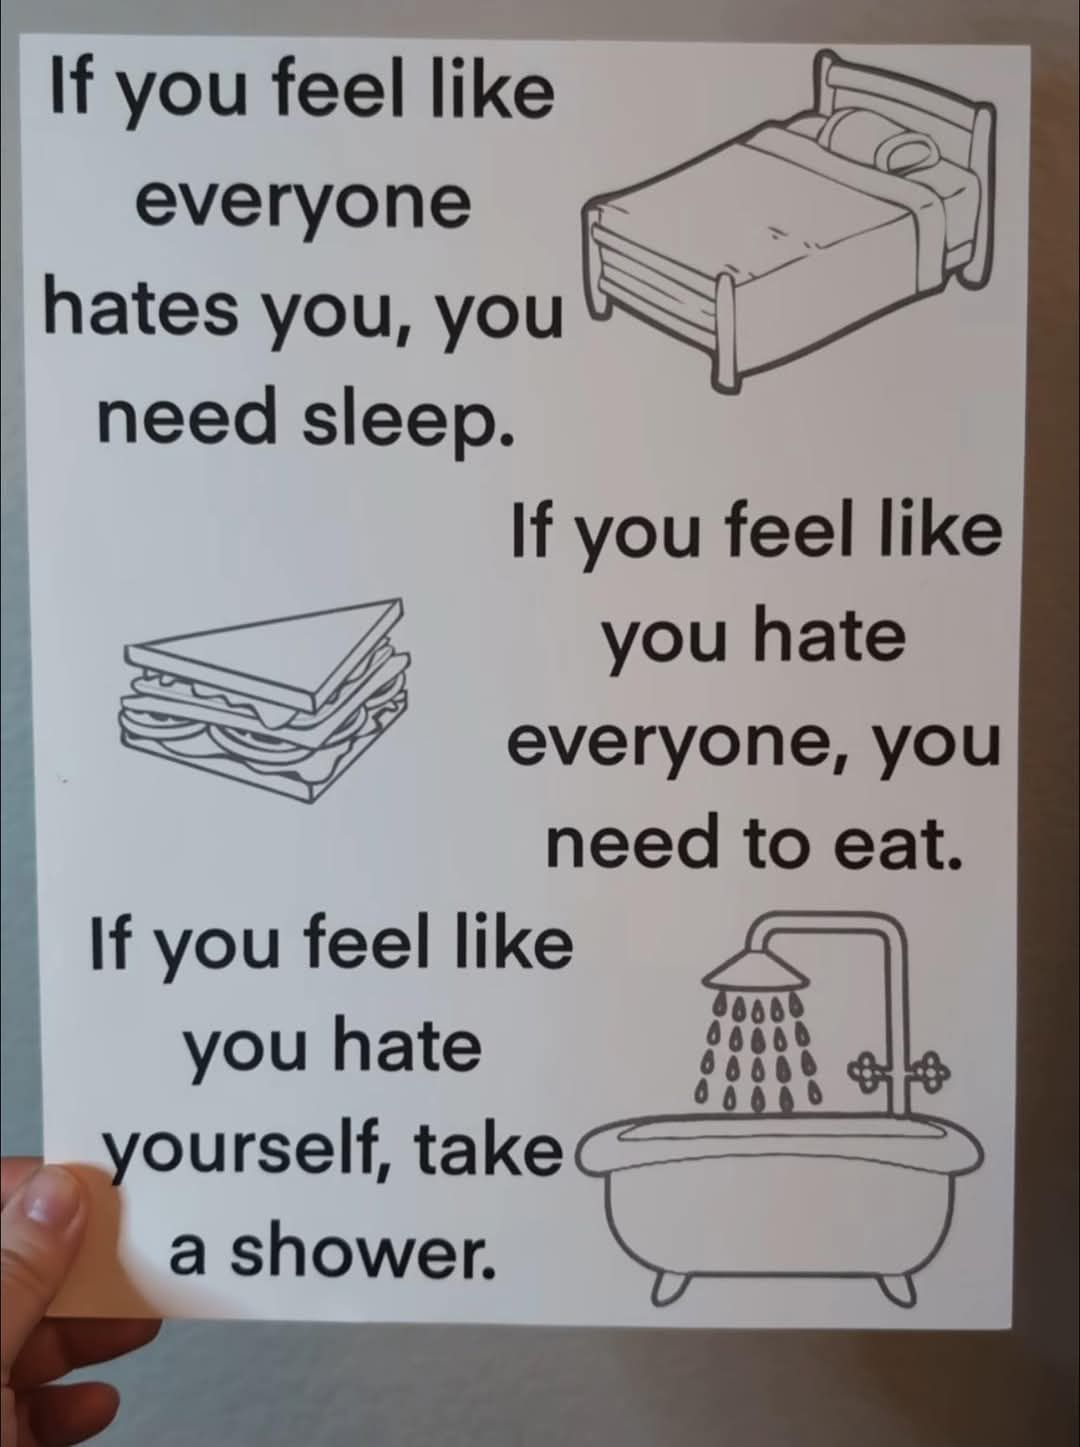 If you feel like
everyone
hates you, you
need sleep.
If you feel like
you hate
everyone, you
need to eat.
If you feel like
you hate
yourself, take
a shower.